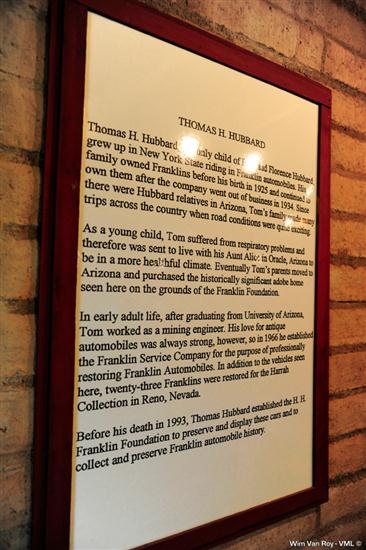 THOMAS H. HUBBARD
Thomas H. Hubbard only child of and Florence Hubbard,
grew up in New York State riding in Franklin automobiles. His
family owned Franklins before his birth in 1925 and continued to
own them after the company went out of business in 1934. Since
there were Hubbard relatives in Arizona, Tom's family made many
trips across the country when road conditions were quite exciting.
As a young child, Tom suffered from respiratory problems and
therefore was sent to live with his Aunt Alice in Oracle, Arizona to
be in a more healthful climate. Eventually Tom's parents moved to
Arizona and purchased the historically significant adobe home
seen here on the grounds of the Franklin Foundation.
In early adult life, after graduating from University of Arizona,
Tom worked as a mining engineer. His love for antique
automobiles was always strong, however, so in 1966 he established
the Franklin Service Company for the purpose of professionally
restoring Franklin Automobiles. In addition to the vehicles seen
here, twenty-three Franklins were restored for the Harrah
Collection in Reno, Nevada.
Before his death in 1993, Thomas Hubbard established the H. H.
Franklin Foundation to preserve and display these cars and to
collect and preserve Franklin automobile history.
Wim Van Roy - VML ©